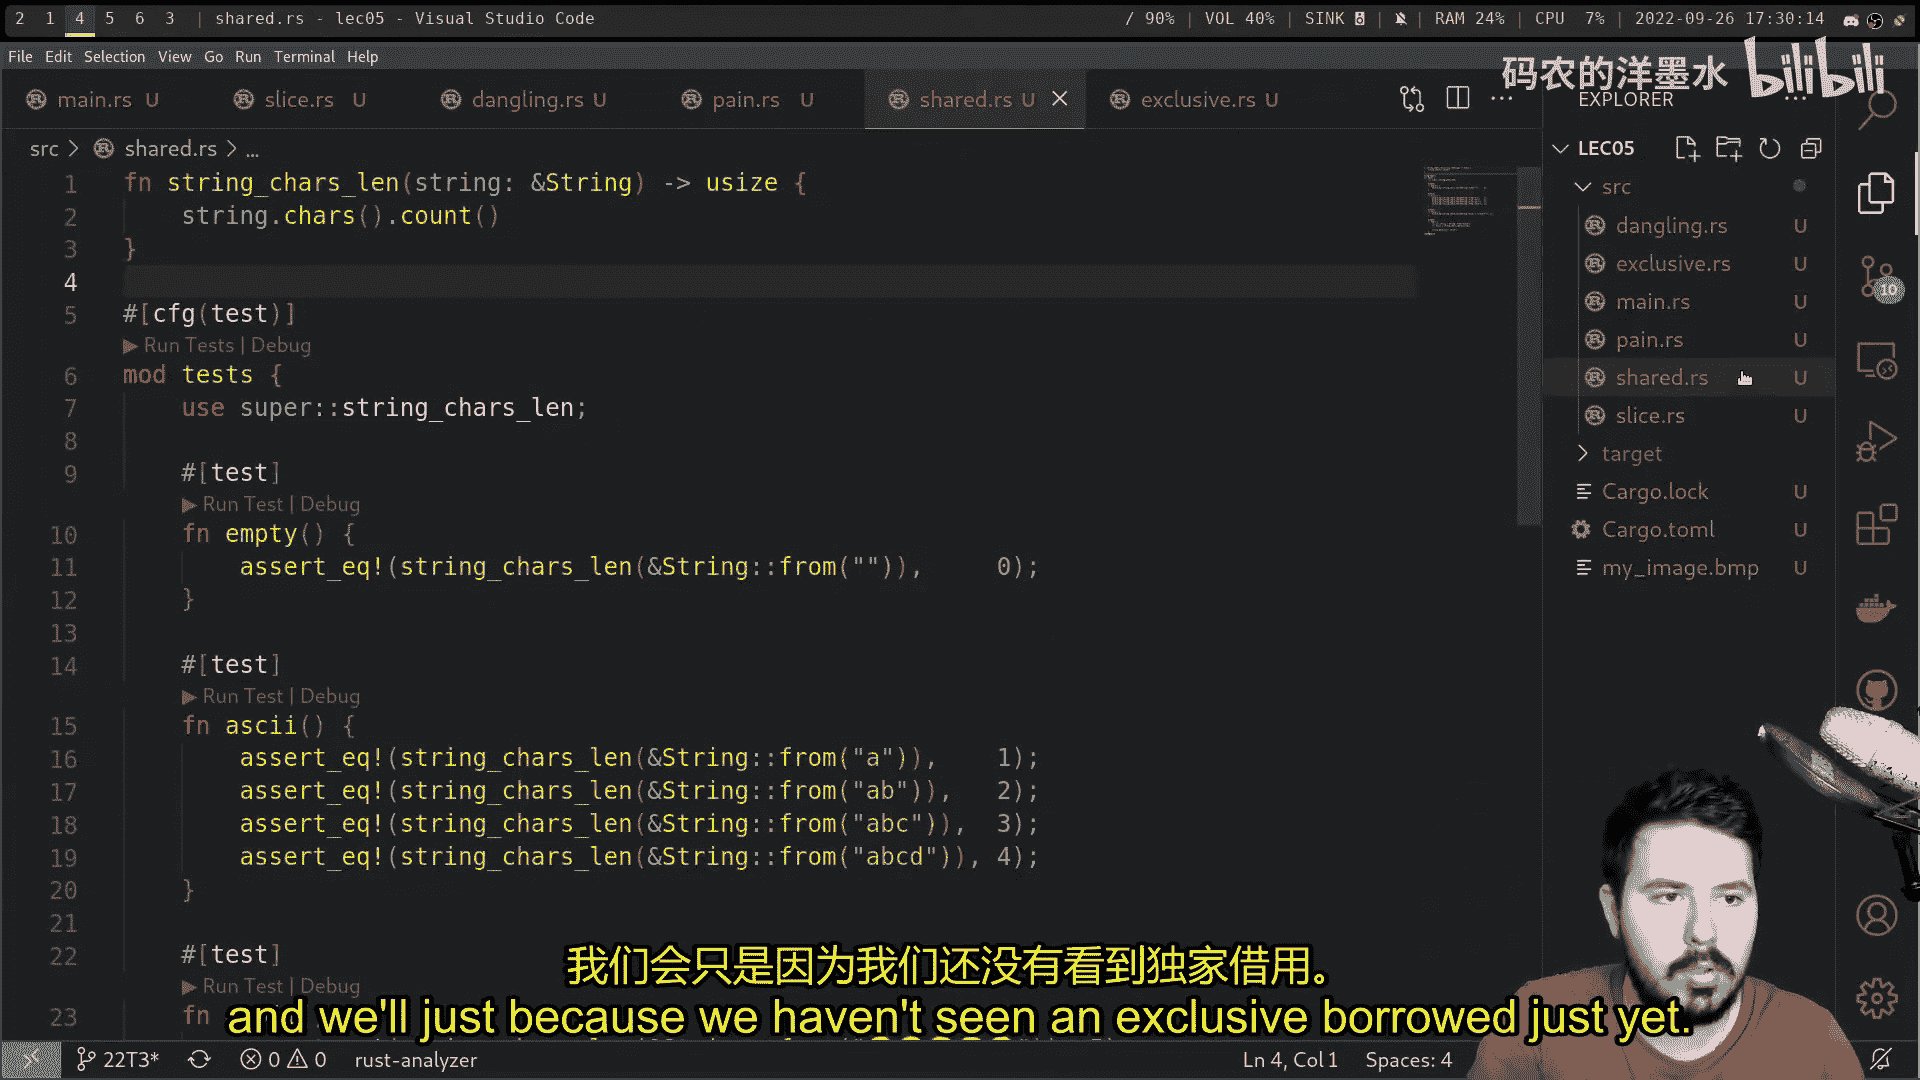 2 1 4 5 6 3 | shared.rs - lec05 - Visual Studio Code
/ 90% | VOL 40% | SINK | RAM 24% | CPU 7% | 2022-09-26 17:30:14
File Edit Selection View Go Run Terminal Help
码农的洋墨水 bilibili
main.rs U slice.rs U dangling.rs U pain.rs U shared.rs U exclusive.rs U
EXPLORER
src > shared.rs > ...
LEC05
src
dangling.rs U
exclusive.rs U
main.rs U
pain.rs U
shared.rs U
slice.rs U
target
Cargo.lock U
Cargo.toml U
my_image.bmp U
10
1 fn string_chars_len(string: &String) -> usize {
2 string.chars().count()
3 }
4
5 #[cfg(test)]
▶ Run Tests | Debug
6 mod tests {
7 use super::string_chars_len;
8
9 #[test]
▶ Run Test | Debug
10 fn empty() {
11 assert_eq!(string_chars_len(&String::from("")), 0);
12 }
13
14 #[test]
▶ Run Test | Debug
15 fn ascii() {
16 assert_eq!(string_chars_len(&String::from("a")), 1);
17 assert_eq!(string_chars_len(&String::from("ab")), 2);
18 assert_eq!(string_chars_len(&String::from("abc")), 3);
19 assert_eq!(string_chars_len(&String::from("abcd")), 4);
20 }
21
22 #[test]
▶ Run Test | Debug
23 fn
我们会只是因为我们还没有看到独家借用。
and we'll just because we haven't seen an exclusive borrowed just yet.
22T3* 0 0 rust-analyzer
Ln 4, Col 1 Spaces: 4